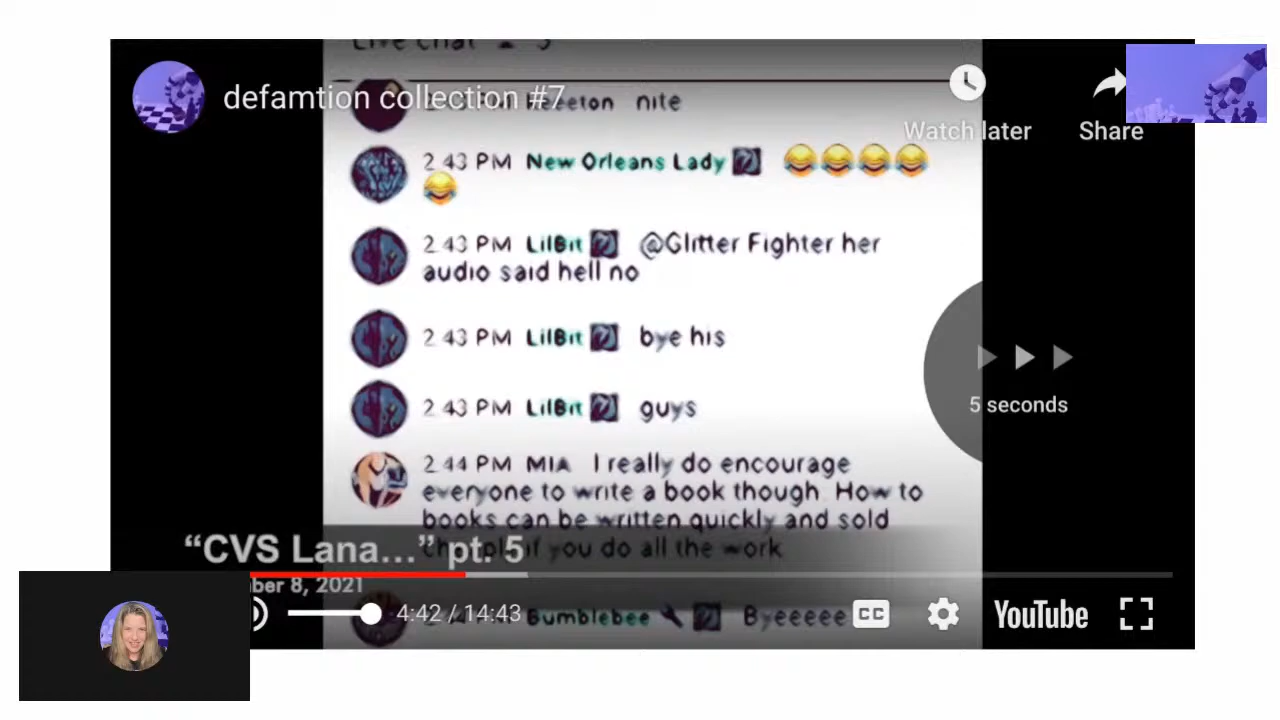 Live chat
defamtion collection #7
nite
Watch later
Share
2 43 PM New Orleans Lady 😂😂😂😂
😂
2 43 PM LilBit @Glitter Fighter her
audio said hell no
2 43 PM LilBit bye his
2 43 PM LilBit guys
5 seconds
2 44 PM MIA I really do encourage
everyone to write a book though How to
books can be written quickly and sold
if you do all the work
“CVS Lana...” pt. 5
8, 2021
4:42 / 14:43
Bumblebee Byeeeee
CC
YouTube